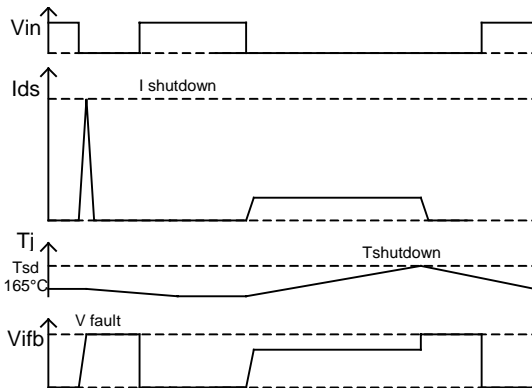 Vin
Ids
I shutdown
Tj
Tshutdown
Tsd
165°C
V fault
Vifb